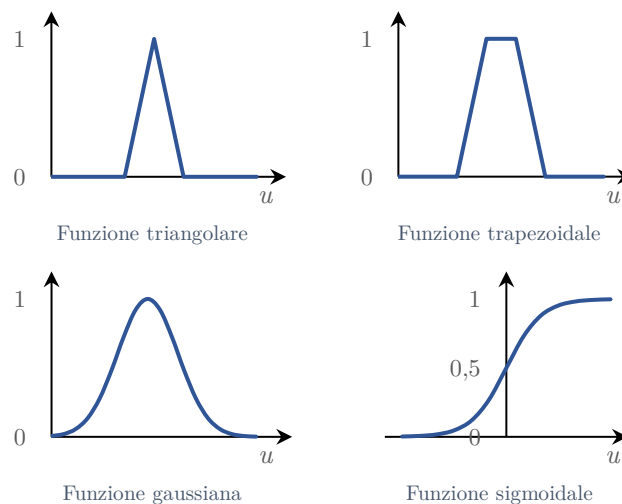 1
0
u
Funzione triangolare
1
0
u
Funzione trapezoidale
1
0
u
Funzione gaussiana
1
0,5
0
u
Funzione sigmoidale